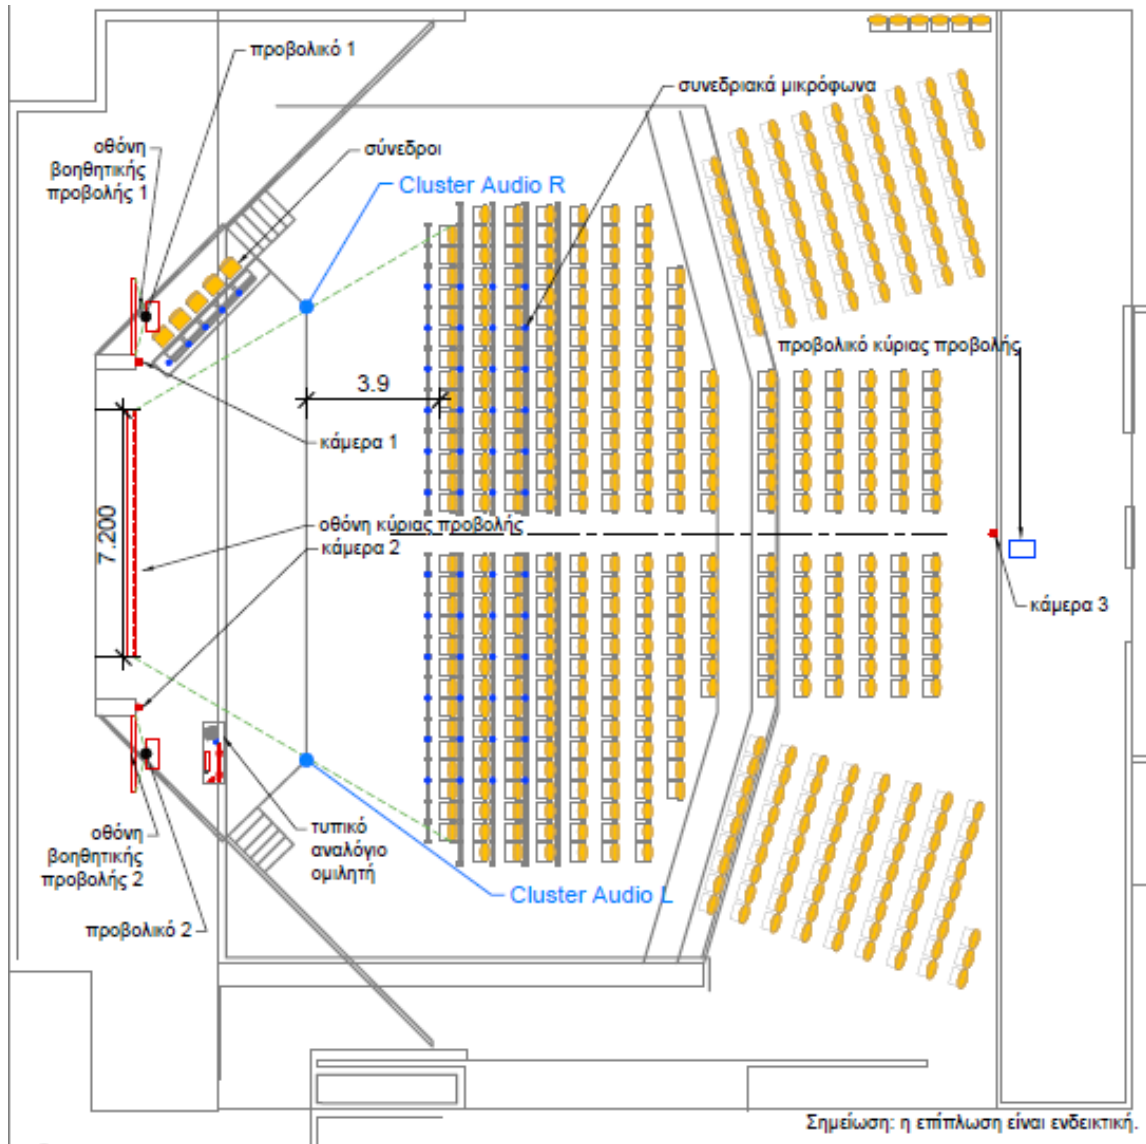 προβολικό 1
συνεδριακά μικρόφωνα
οθόνη
βοηθητικής
προβολής 1
σύνεδροι
Cluster Audio R
προβολικό κύριας προβολής
3.9
κάμερα 1
7.200
οθόνη κύριας προβολής
κάμερα 2
κάμερα 3
οθόνη
βοηθητικής
προβολής 2
τυπικό
αναλόγιο
ομιλητή
Cluster Audio L
προβολικό 2
Σημείωση: η επίπλωση είναι ενδεικτική.